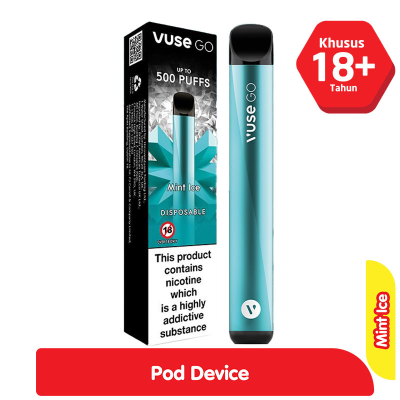 VUSE GO
UP TO
500 PUFFS
Mint Ice
DISPOSABLE
18
This product
contains
nicotine
which
is a highly
addictive
substance
Vuse GO
V
Khusus
18+
Tahun
Mint Ice
Pod Device